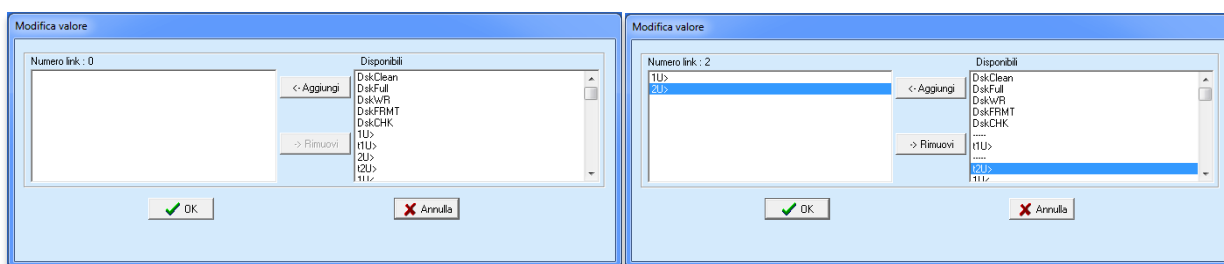 Modifica valore
Numero link : 0
Disponibili
<- Aggiungi
-> Rimuovi
DskClean
DskFull
DskWR
DskFRMT
DskCHK
1U>
t1U>
2U>
t2U>
1U<
OK
Annulla
Modifica valore
Numero link : 2
Disponibili
1U>
2U>
<- Aggiungi
-> Rimuovi
DskClean
DskFull
DskWR
DskFRMT
DskCHK
-----
t1U>
-----
t2U>
1U<
OK
Annulla